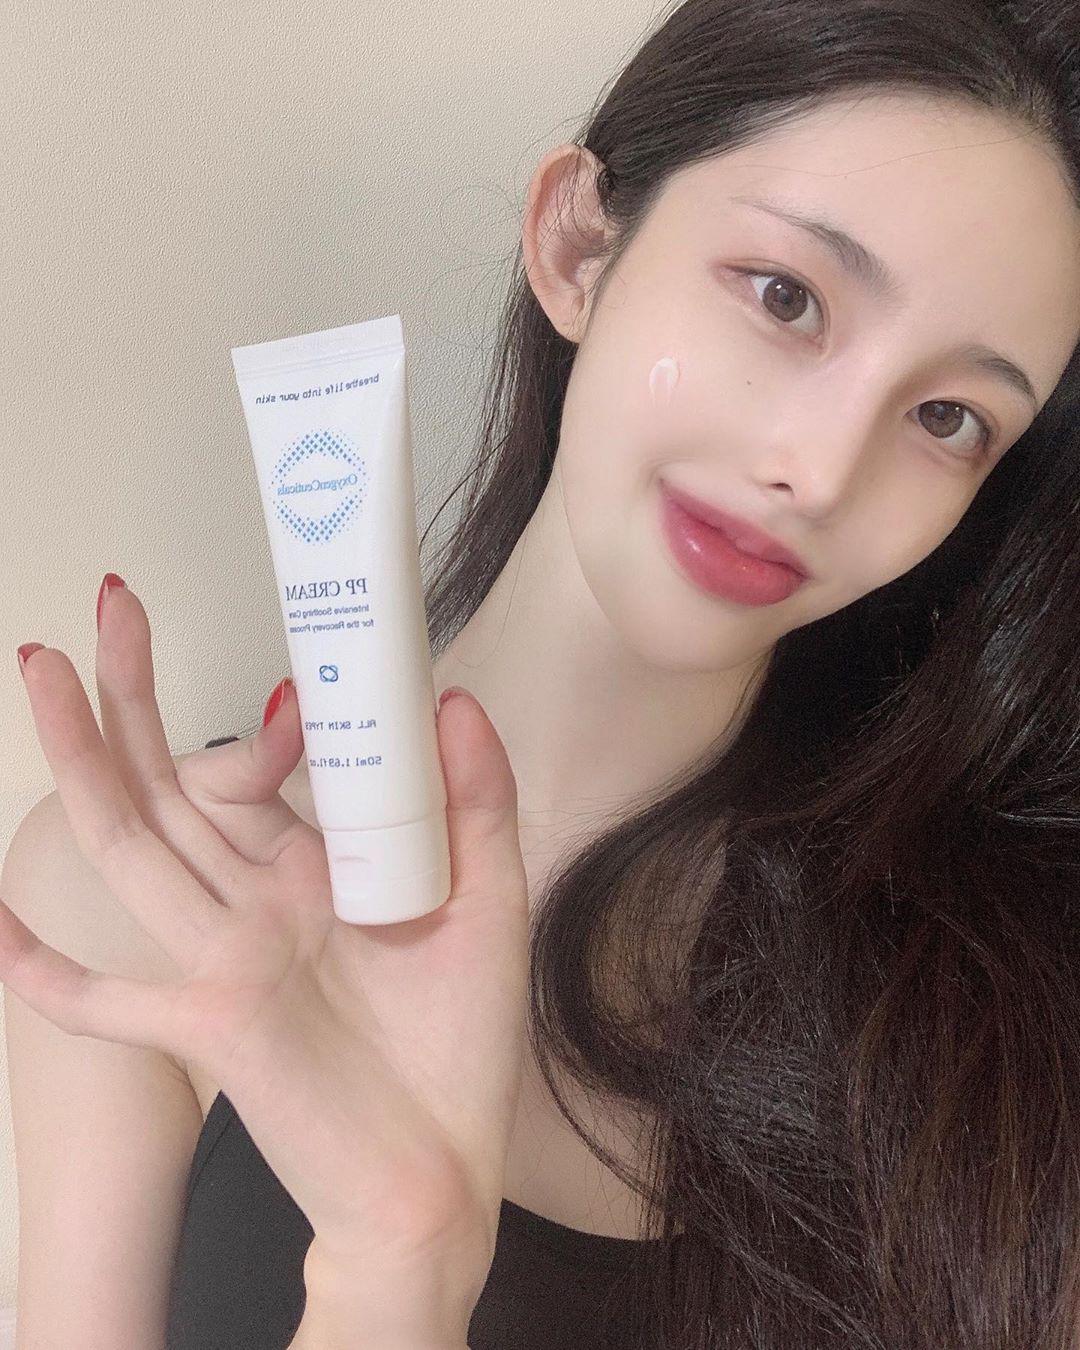 breathe life into your skin
OxygenCeuticals
PP CREAM
Intensive Soothing Care
for the Recovery Process
ALL SKIN TYPES
50ml 1.69fl.oz